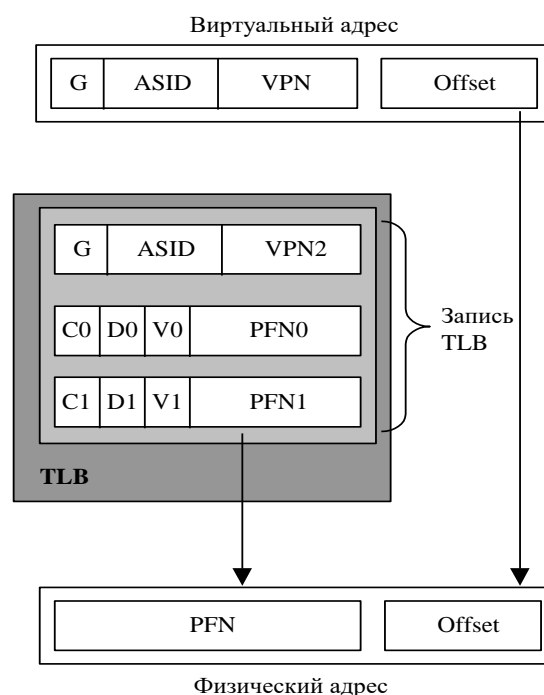 Виртуальный адрес
G ASID VPN Offset
G ASID VPN2
C0 D0 V0 PFN0
C1 D1 V1 PFN1
Запись
TLB
TLB
PFN Offset
Физический адрес